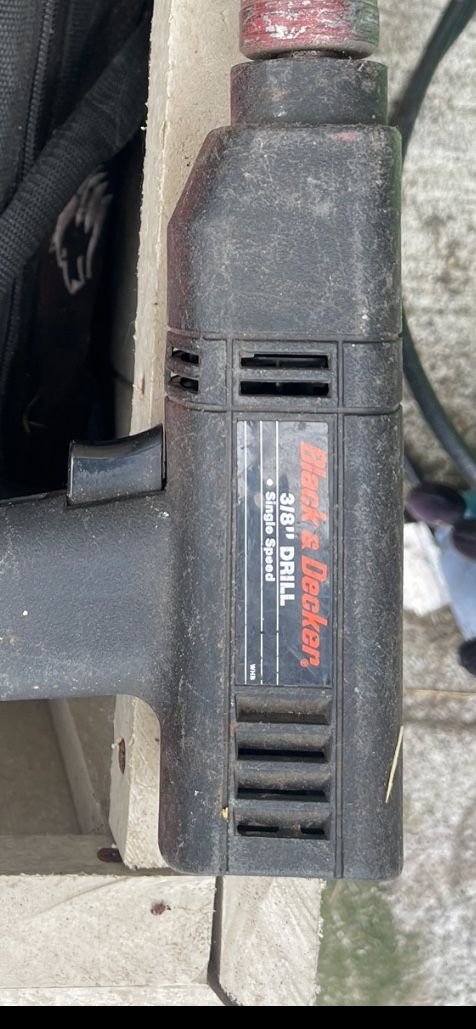 Black & Decker®
3/8" DRILL
• Single Speed